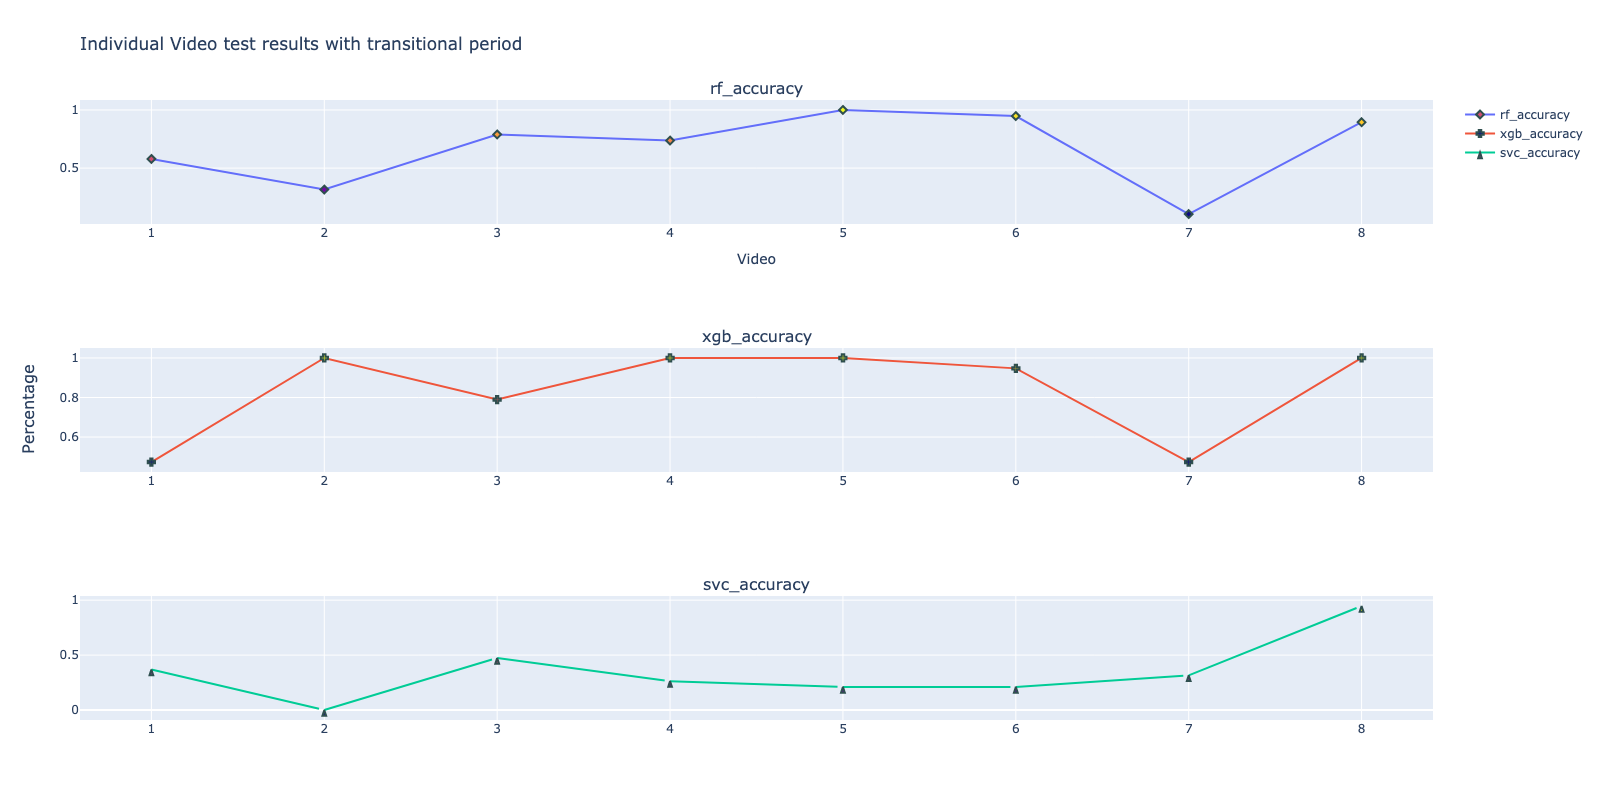 Individual Video test results with transitional period
rf_accuracy
1
0.5
1 2 3 4 5 6 7 8
Video
rf_accuracy
xgb_accuracy
svc_accuracy
xgb_accuracy
Percentage
1
0.8
0.6
1 2 3 4 5 6 7 8
svc_accuracy
1
0.5
0
1 2 3 4 5 6 7 8